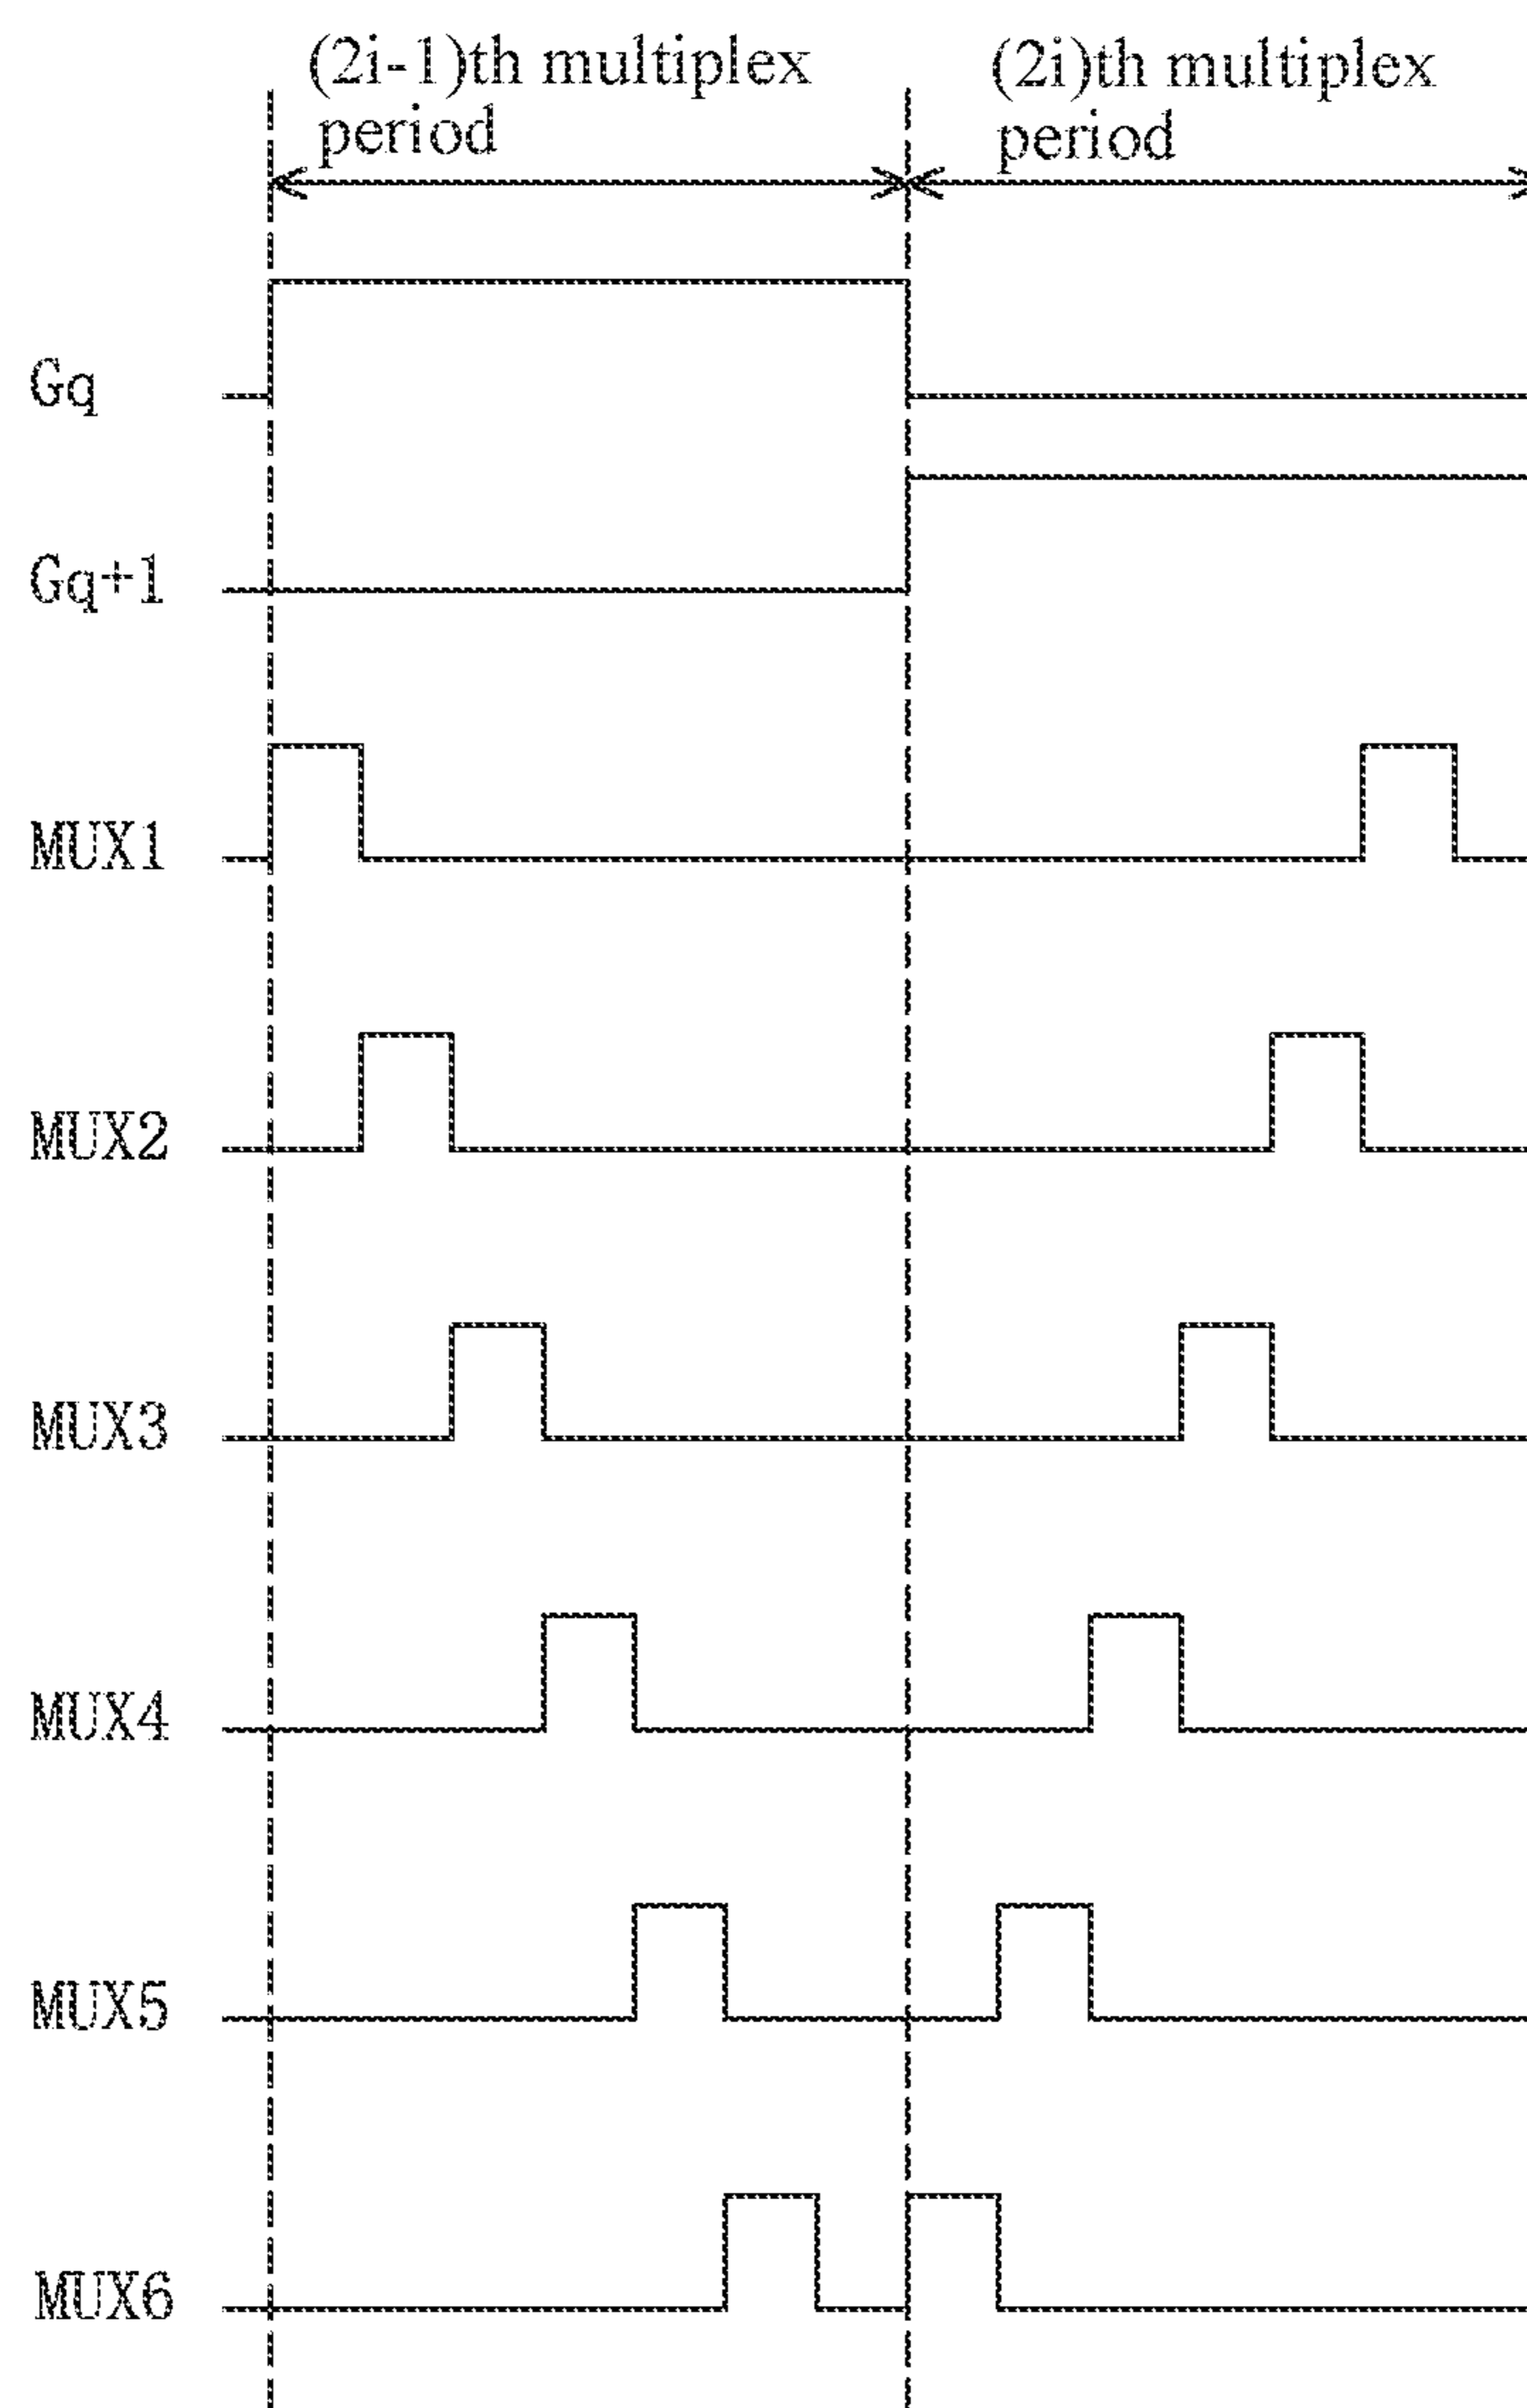 (2i-1)th multiplex
period
(2i)th multiplex
period
Gq
Gq+1
MUX1
MUX2
MUX3
MUX4
MUX5
MUX6